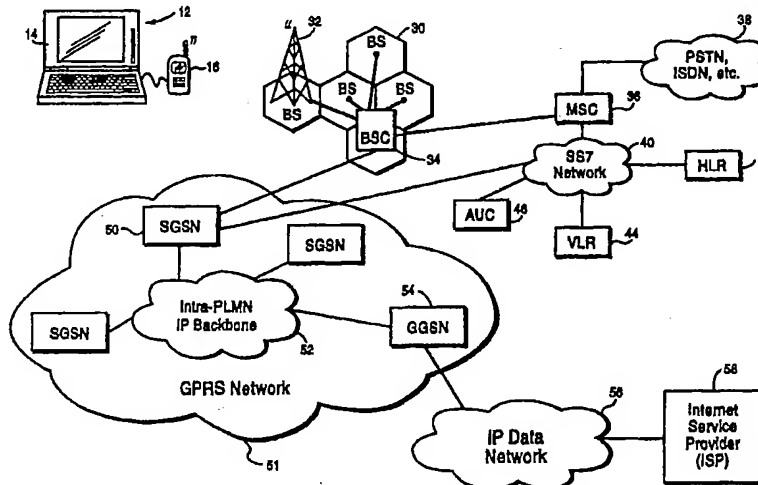 12
14
16
32
30
BS
BS
BS
BS
BSC
34
38
PSTN,
ISDN, etc.
MSC
36
40
SS7
Network
HLR
AUC
46
VLR
44
50
SGSN
SGSN
SGSN
Intra-PLMN
IP Backbone
52
54
GGSN
GPRS Network
51
56
IP Data
Network
58
Internet
Service
Provider
(ISP)